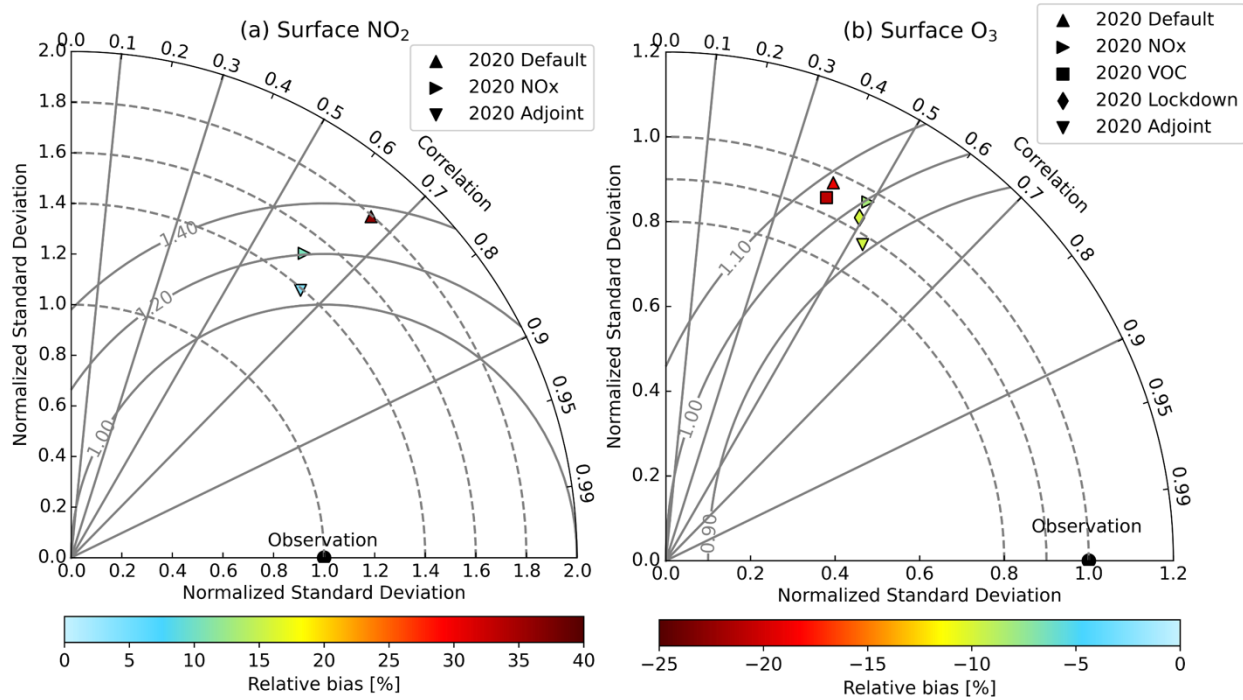 (a) Surface NO₂
2020 Default
2020 NOx
2020 Adjoint
Correlation
0.0
0.1
0.2
0.3
0.4
0.5
0.6
0.7
0.8
0.9
0.95
0.99
Normalized Standard Deviation
2.0
1.8
1.6
1.4
1.2
1.0
0.8
0.6
0.4
0.2
0.0
1.40
1.20
1.00
Observation
0.0 0.2 0.4 0.6 0.8 1.0 1.2 1.4 1.6 1.8 2.0
Normalized Standard Deviation
0 5 10 15 20 25 30 35 40
Relative bias [%]
(b) Surface O₃
2020 Default
2020 NOx
2020 VOC
2020 Lockdown
2020 Adjoint
Correlation
0.0
0.1
0.2
0.3
0.4
0.5
0.6
0.7
0.8
0.9
0.95
0.99
Normalized Standard Deviation
1.2
1.0
0.8
0.6
0.4
0.2
0.0
1.10
1.00
0.90
Observation
0.0 0.2 0.4 0.6 0.8 1.0 1.2
Normalized Standard Deviation
−25 −20 −15 −10 −5 0
Relative bias [%]